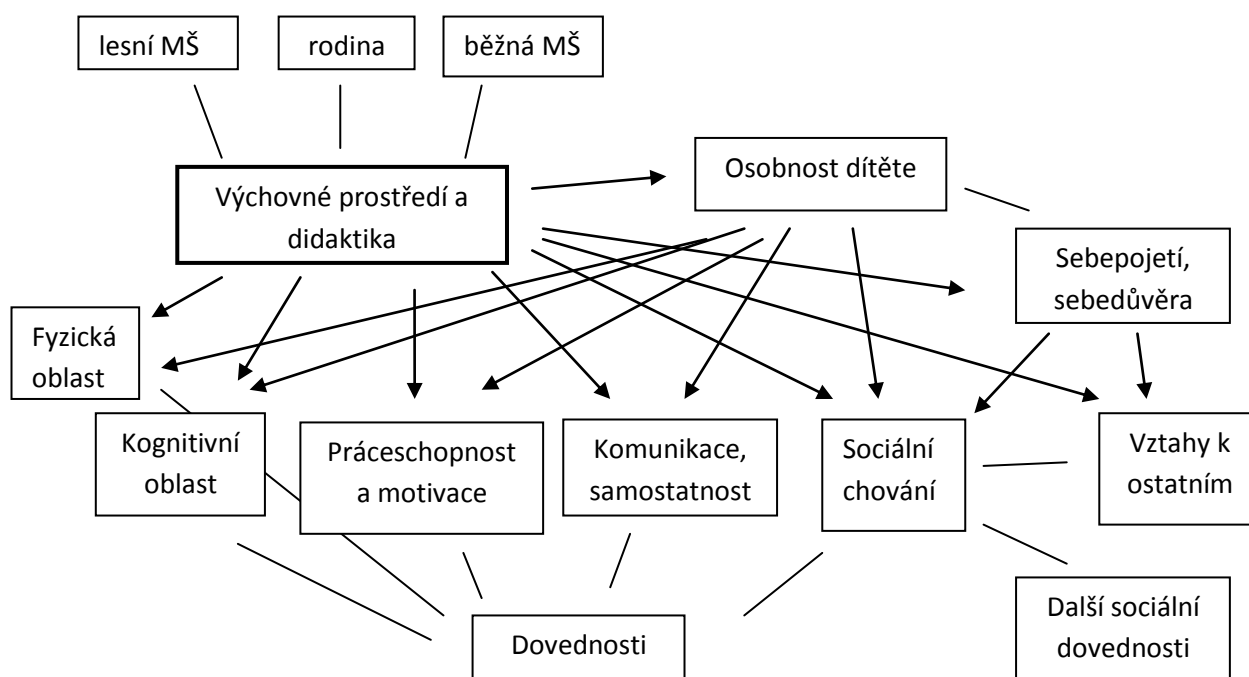 lesní MŠ
rodina
běžná MŠ
Osobnost dítěte
Výchovné prostředí a
didaktika
Sebepojetí,
sebedůvěra
Fyzická
oblast
Kognitivní
oblast
Práceschopnost
a motivace
Komunikace,
samostatnost
Sociální
chování
Vztahy k
ostatním
Dovednosti
Další sociální
dovednosti